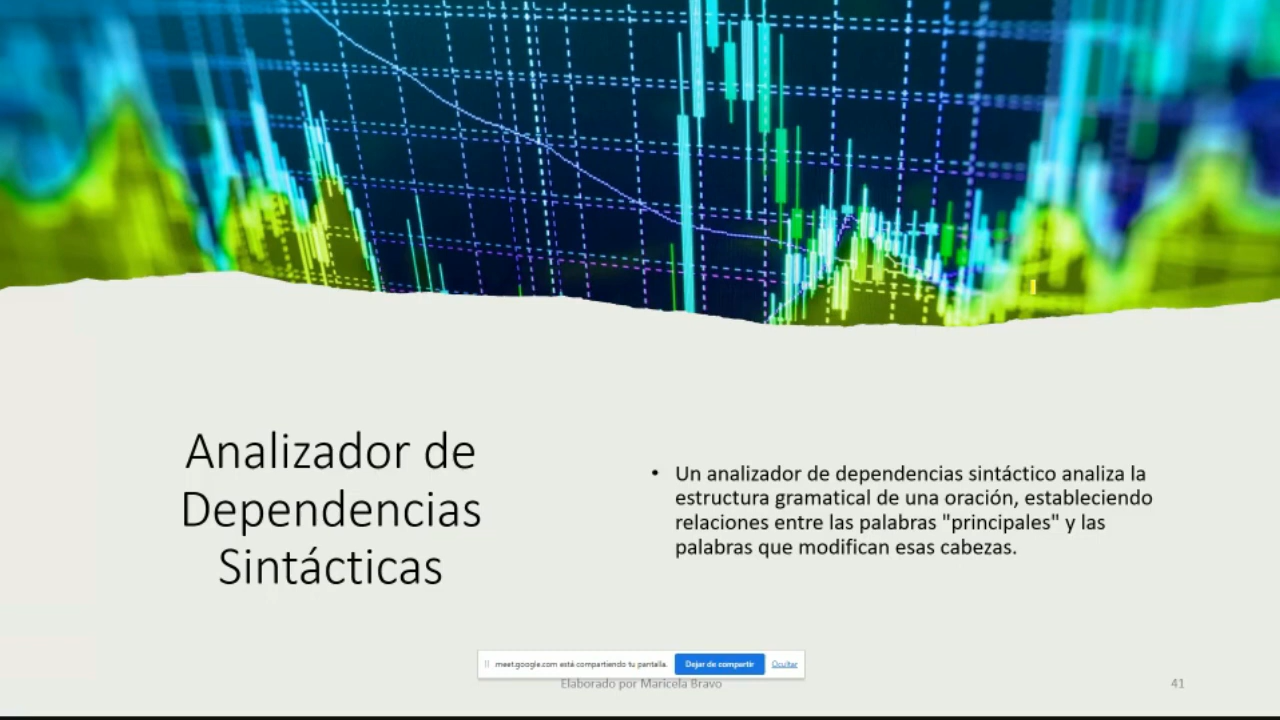 Analizador de
Dependencias
Sintácticas
• Un analizador de dependencias sintáctico analiza la
estructura gramatical de una oración, estableciendo
relaciones entre las palabras "principales" y las
palabras que modifican esas cabezas.
meet.google.com está compartiendo tu pantalla.
Dejar de compartir
Ocultar
Elaborado por Maricela Bravo
41